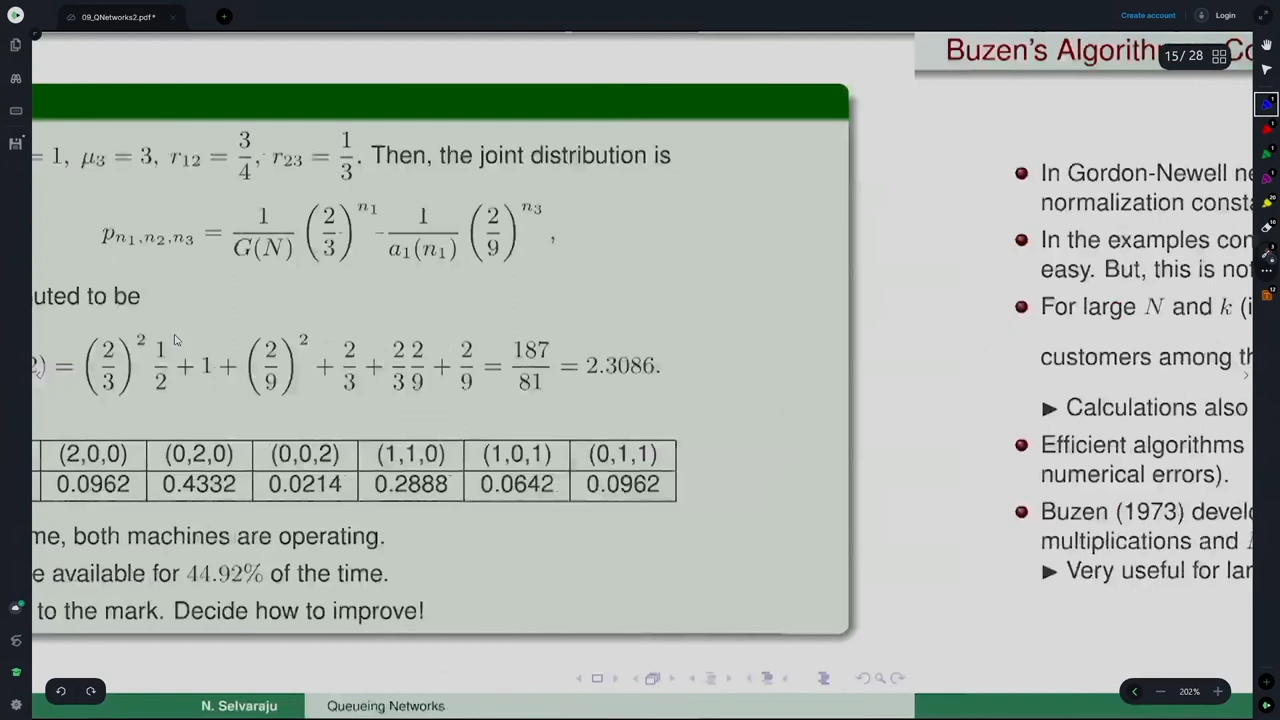 09_QNetworks2.pdf*
Create account
Login
15 / 28
= 1, μ₃ = 3, r₁₂ = 3/4, r₂₃ = 1/3. Then, the joint distribution is
p_{n₁,n₂,n₃} = 1/G(N) (2/3)^{n₁} 1/a₁(n₁) (2/9)^{n₃},
uted to be
2) = (2/3)² 1/2 + 1 + (2/9)² + 2/3 + 2/3 2/9 + 2/9 = 187/81 = 2.3086.
(2,0,0) (0,2,0) (0,0,2) (1,1,0) (1,0,1) (0,1,1)
0.0962 0.4332 0.0214 0.2888 0.0642 0.0962
me, both machines are operating.
e available for 44.92% of the time.
to the mark. Decide how to improve!
N. Selvaraju
Queueing Networks
Buzen's Algorith
Co
In Gordon-Newell ne
normalization consta
In the examples con
easy. But, this is not
For large N and k (i
customers among th
▶ Calculations also
Efficient algorithms
numerical errors).
Buzen (1973) devel
multiplications and
▶ Very useful for lar
202%